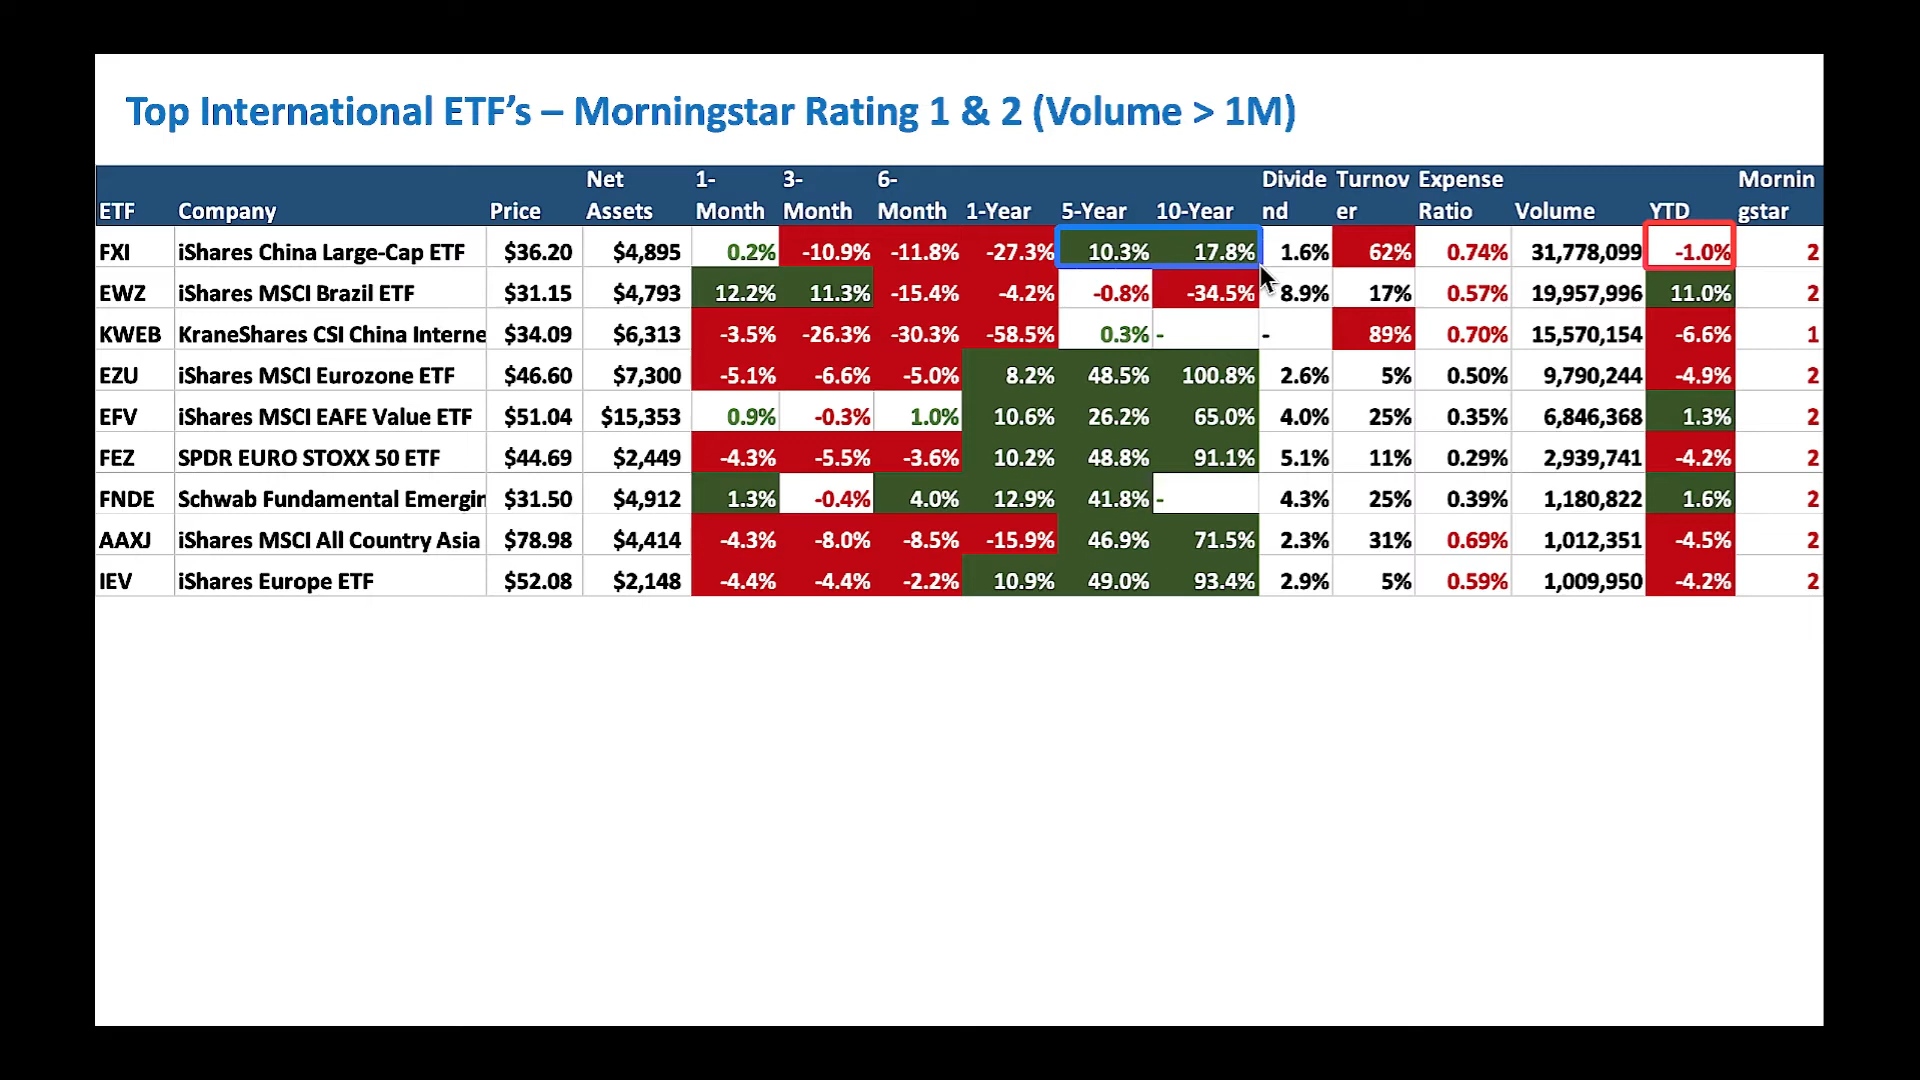 Top International ETF’s – Morningstar Rating 1 & 2 (Volume > 1M)
ETF Company Price Net Assets 1-Month 3-Month 6-Month 1-Year 5-Year 10-Year Dividend Turnover Expense Ratio Volume YTD Morningstar
FXI iShares China Large-Cap ETF $36.20 $4,895 0.2% -10.9% -11.8% -27.3% 10.3% 17.8% 1.6% 62% 0.74% 31,778,099 -1.0% 2
EWZ iShares MSCI Brazil ETF $31.15 $4,793 12.2% 11.3% -15.4% -4.2% -0.8% -34.5% 8.9% 17% 0.57% 19,957,996 11.0% 2
KWEB KraneShares CSI China Interne $34.09 $6,313 -3.5% -26.3% -30.3% -58.5% 0.3% - - 89% 0.70% 15,570,154 -6.6% 1
EZU iShares MSCI Eurozone ETF $46.60 $7,300 -5.1% -6.6% -5.0% 8.2% 48.5% 100.8% 2.6% 5% 0.50% 9,790,244 -4.9% 2
EFV iShares MSCI EAFE Value ETF $51.04 $15,353 0.9% -0.3% 1.0% 10.6% 26.2% 65.0% 4.0% 25% 0.35% 6,846,368 1.3% 2
FEZ SPDR EURO STOXX 50 ETF $44.69 $2,449 -4.3% -5.5% -3.6% 10.2% 48.8% 91.1% 5.1% 11% 0.29% 2,939,741 -4.2% 2
FNDE Schwab Fundamental Emergin $31.50 $4,912 1.3% -0.4% 4.0% 12.9% 41.8% - 4.3% 25% 0.39% 1,180,822 1.6% 2
AAXJ iShares MSCI All Country Asia $78.98 $4,414 -4.3% -8.0% -8.5% -15.9% 46.9% 71.5% 2.3% 31% 0.69% 1,012,351 -4.5% 2
IEV iShares Europe ETF $52.08 $2,148 -4.4% -4.4% -2.2% 10.9% 49.0% 93.4% 2.9% 5% 0.59% 1,009,950 -4.2% 2